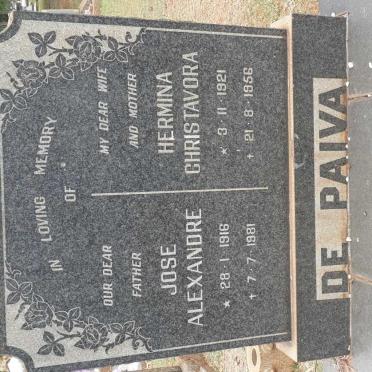 IN LOVING MEMORY
OF
OUR DEAR
FATHER
JOSE
ALEXANDRE
★ 28·1·1916
† 7·7·1981
MY DEAR WIFE
AND MOTHER
HERMINA
CHRISTAVORA
★ 3·11·1921
† 21·8·1956
DE PAIVA